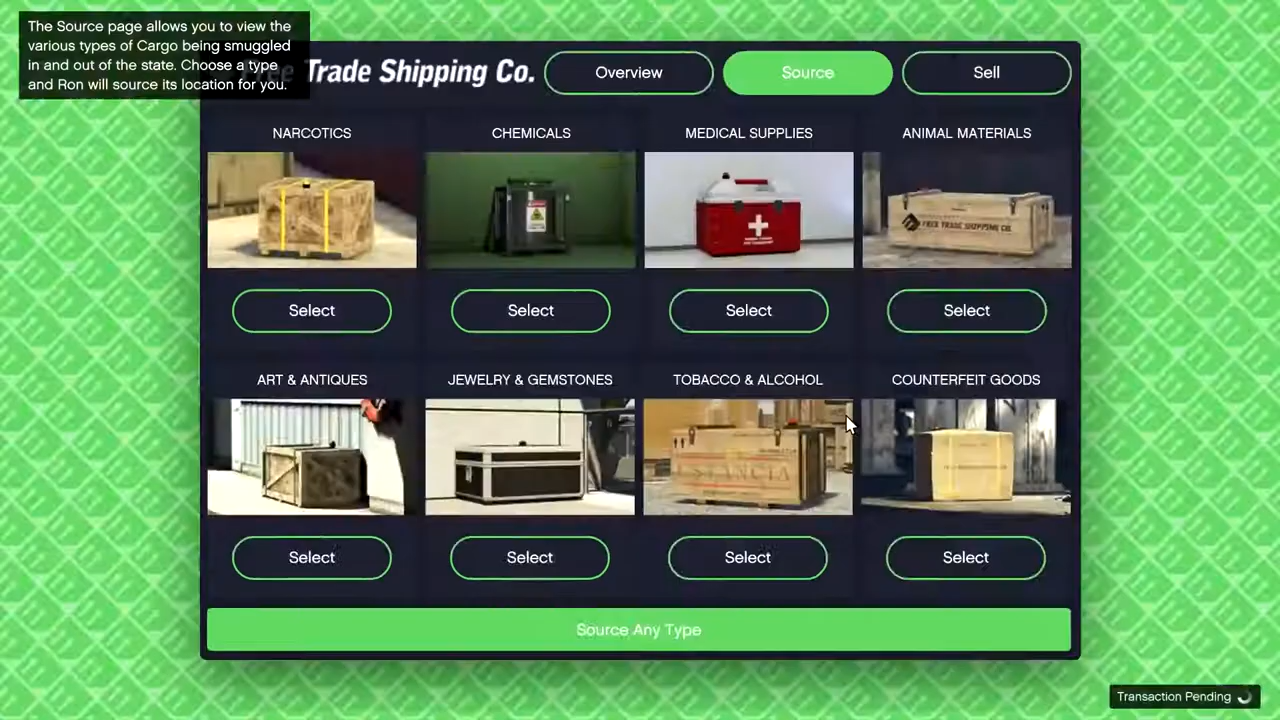 The Source page allows you to view the
various types of Cargo being smuggled
in and out of the state. Choose a type
and Ron will source its location for you.
Free Trade Shipping Co.
Overview
Source
Sell
NARCOTICS
CHEMICALS
MEDICAL SUPPLIES
ANIMAL MATERIALS
FREE TRADE SHIPPING CO.
Select
Select
Select
Select
ART & ANTIQUES
JEWELRY & GEMSTONES
TOBACCO & ALCOHOL
COUNTERFEIT GOODS
ESTANCIA
Select
Select
Select
Select
Source Any Type
Transaction Pending